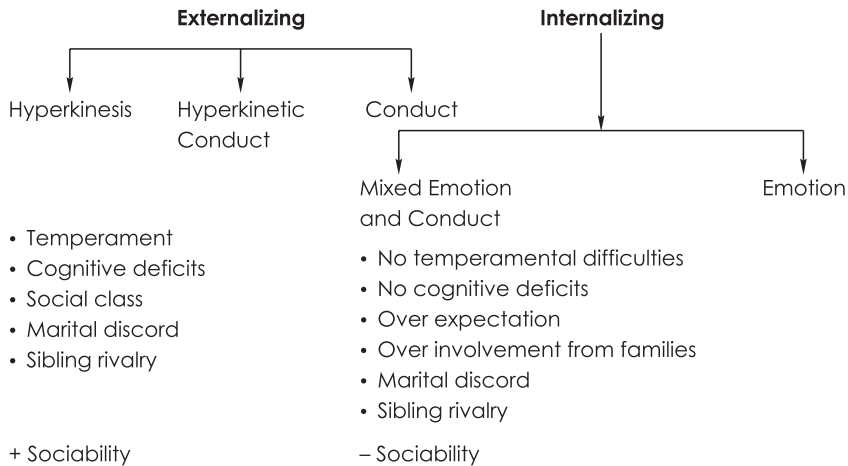 Externalizing
Internalizing
Hyperkinesis
Hyperkinetic
Conduct
Conduct
Mixed Emotion
and Conduct
Emotion
• Temperament
• Cognitive deficits
• Social class
• Marital discord
• Sibling rivalry
• No temperamental difficulties
• No cognitive deficits
• Over expectation
• Over involvement from families
• Marital discord
• Sibling rivalry
+ Sociability
– Sociability